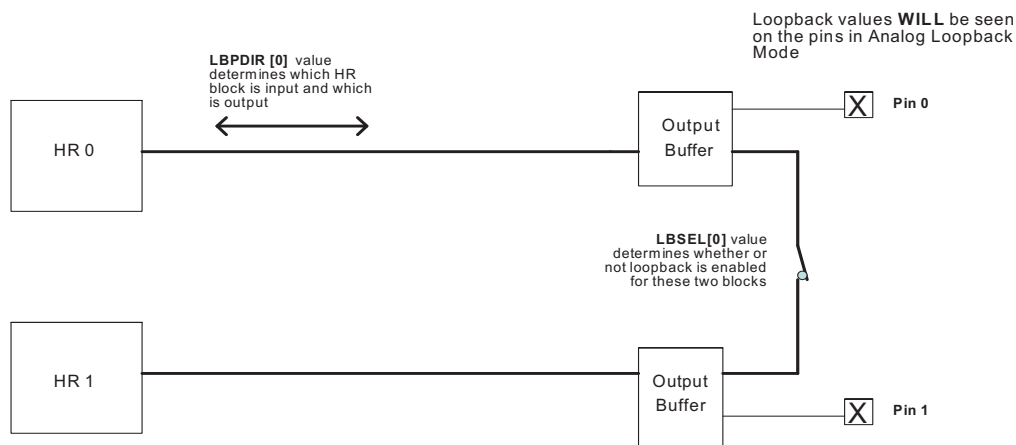 Loopback values WILL be seen
on the pins in Analog Loopback
Mode
LBPDIR [0] value
determines which HR
block is input and which
is output
HR 0
Output
Buffer
X
Pin 0
LBSEL[0] value
determines whether or
not loopback is enabled
for these two blocks
HR 1
Output
Buffer
X
Pin 1